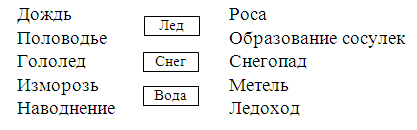 Дождь
Половодье
Гололед
Изморозь
Наводнение
Лед
Снег
Вода
Роса
Образование сосулек
Снегопад
Метель
Ледоход